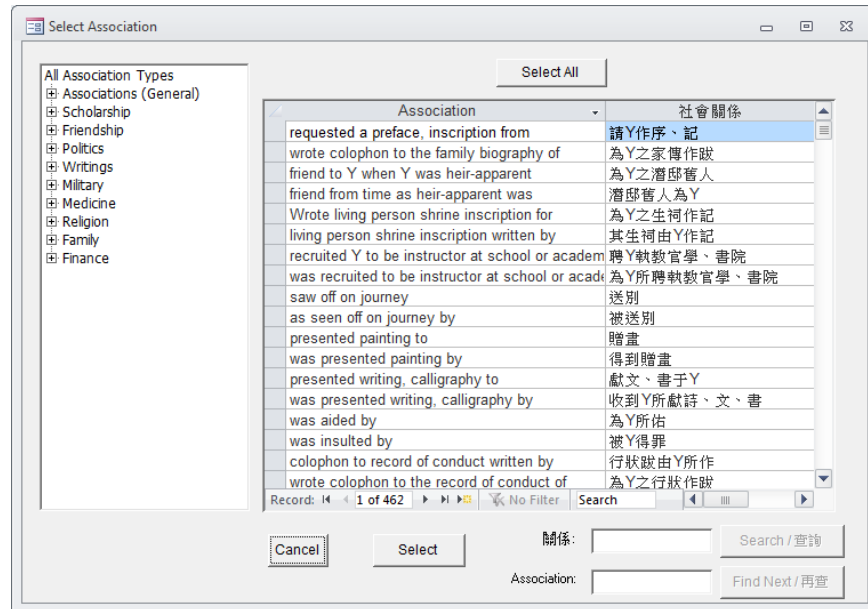 Select Association
All Association Types
Associations (General)
Scholarship
Friendship
Politics
Writings
Military
Medicine
Religion
Family
Finance
Select All
Association 社會關係
requested a preface, inscription from 請Y作序、記
wrote colophon to the family biography of 為Y之家傳作跋
friend to Y when Y was heir-apparent 為Y之潛邸舊人
friend from time as heir-apparent was 潛邸舊人為Y
Wrote living person shrine inscription for 為Y之生祠作記
living person shrine inscription written by 其生祠由Y作記
recruited Y to be instructor at school or academ 聘Y執教官學、書院
was recruited to be instructor at school or acade 為Y所聘執教官學、書院
saw off on journey 送別
as seen off on journey by 被送別
presented painting to 贈畫
was presented painting by 得到贈畫
presented writing, calligraphy to 獻文、書于Y
was presented writing, calligraphy by 收到Y所獻詩、文、書
was aided by 為Y所佑
was insulted by 被Y得罪
colophon to record of conduct written by 行狀跋由Y所作
wrote colophon to the record of conduct of 為Y之行狀作跋
Record: 1 of 462 No Filter Search
Cancel Select 關係: Search / 查詢
Association: Find Next / 再查